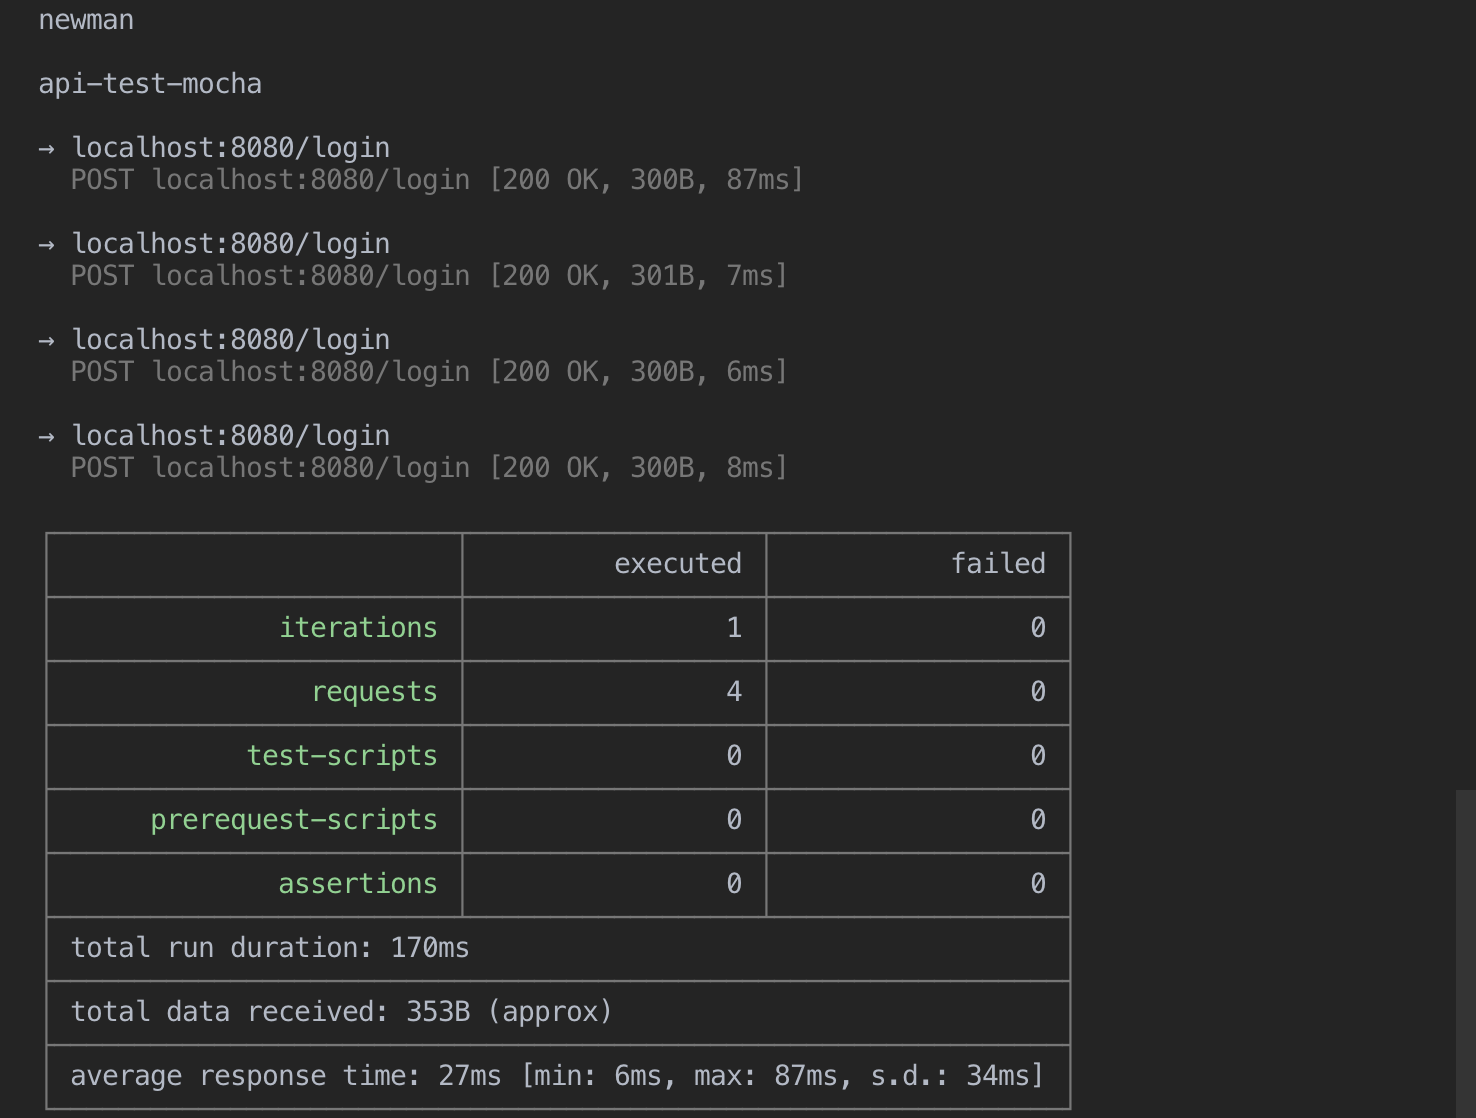 newman
api-test-mocha
→ localhost:8080/login
POST localhost:8080/login [200 OK, 300B, 87ms]
→ localhost:8080/login
POST localhost:8080/login [200 OK, 301B, 7ms]
→ localhost:8080/login
POST localhost:8080/login [200 OK, 300B, 6ms]
→ localhost:8080/login
POST localhost:8080/login [200 OK, 300B, 8ms]
executed failed
iterations 1 0
requests 4 0
test-scripts 0 0
prerequest-scripts 0 0
assertions 0 0
total run duration: 170ms
total data received: 353B (approx)
average response time: 27ms [min: 6ms, max: 87ms, s.d.: 34ms]